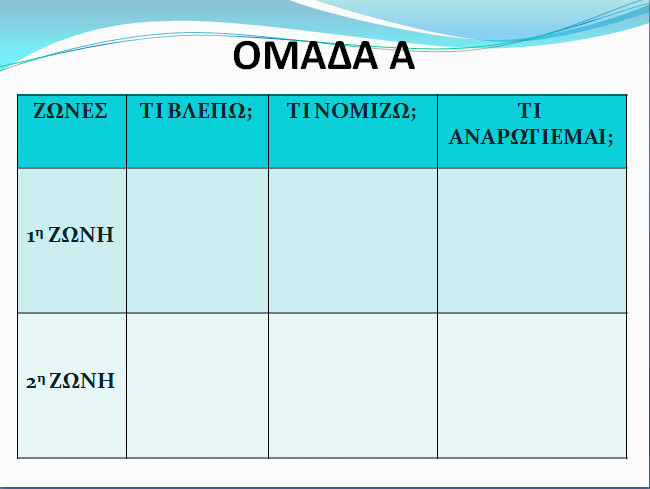 ΟΜΑΔΑ Α
ΖΩΝΕΣ ΤΙ ΒΛΕΠΩ; ΤΙ ΝΟΜΙΖΩ; ΤΙ
ΑΝΑΡΩΤΙΕΜΑΙ;
1η ΖΩΝΗ
2η ΖΩΝΗ